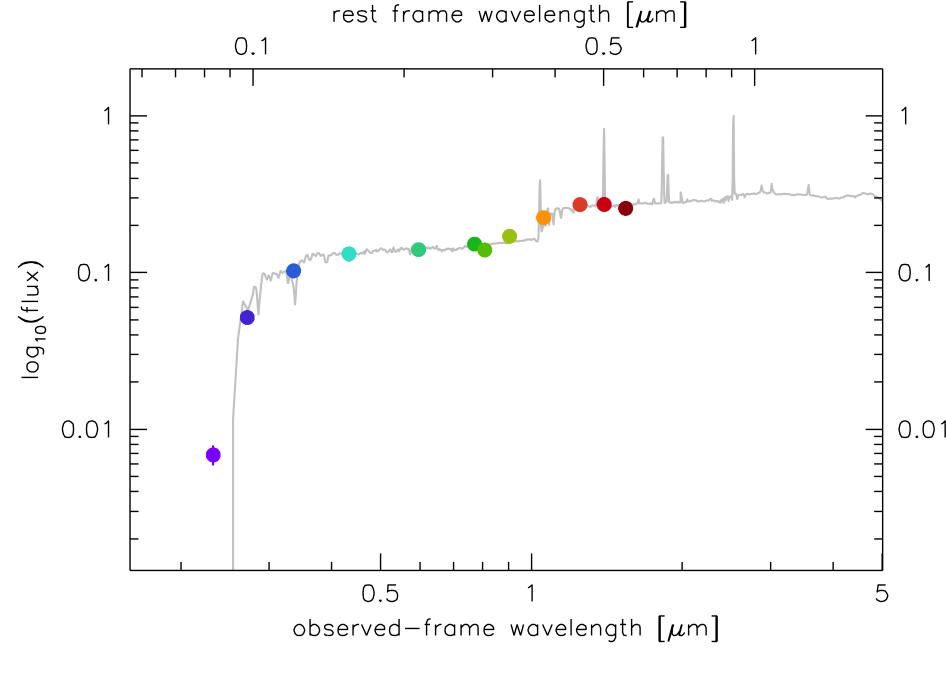 rest frame wavelength [μm]
0.1 0.5 1
1 1
0.1 0.1
0.01 0.01
log10(flux)
0.5 1 5
observed-frame wavelength [μm]